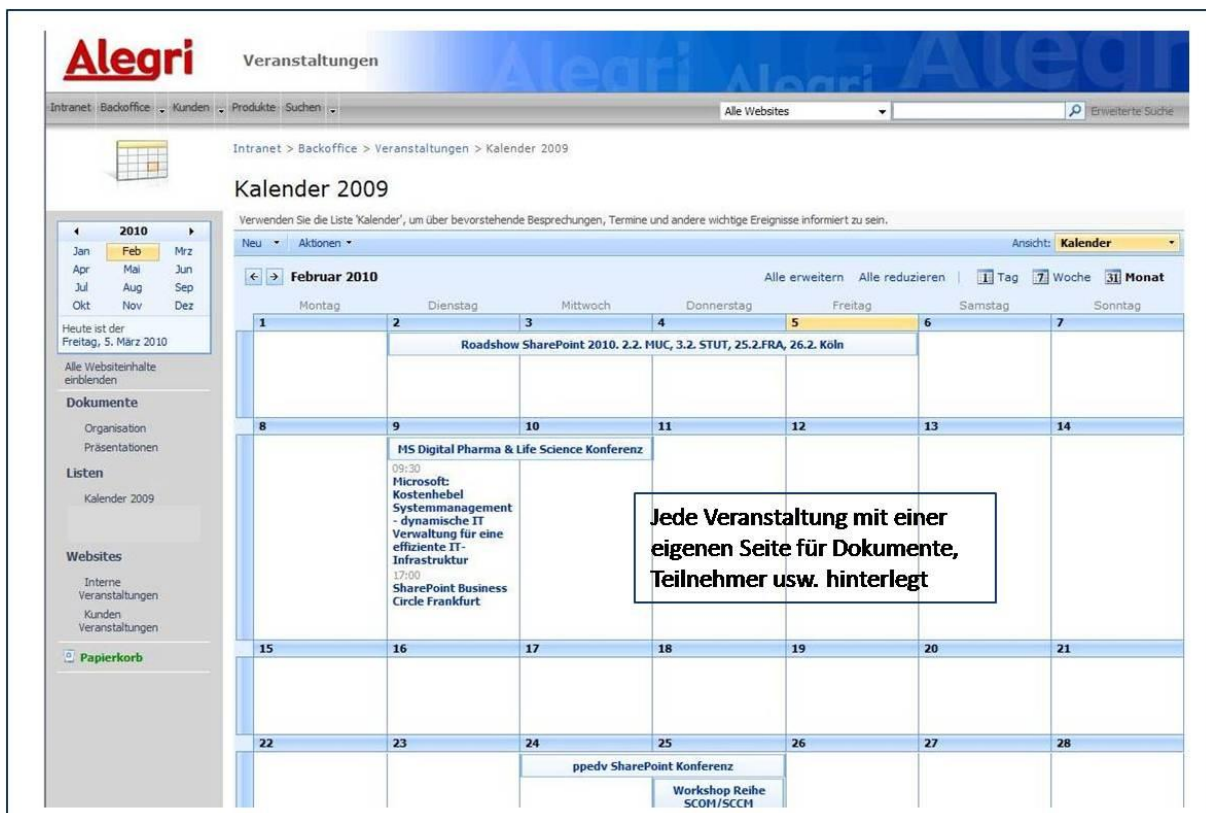 Alegri
Veranstaltungen
Alegri Alegri Alegri
Intranet Backoffice Kunden Produkte Suchen
Alle Websites
Erweiterte Suche
Intranet > Backoffice > Veranstaltungen > Kalender 2009
Kalender 2009
Verwenden Sie die Liste 'Kalender', um über bevorstehende Besprechungen, Termine und andere wichtige Ereignisse informiert zu sein.
2010
Jan Feb Mrz
Apr Mai Jun
Jul Aug Sep
Okt Nov Dez
Heute ist der
Freitag, 5. März 2010
Alle Websiteinhalte
einblenden
Dokumente
Organisation
Präsentationen
Listen
Kalender 2009
Websites
Interne
Veranstaltungen
Kunden
Veranstaltungen
Papierkorb
Neu Aktionen
Ansicht: Kalender
Februar 2010
Alle erweitern Alle reduzieren | 1 Tag 7 Woche 31 Monat
Montag Dienstag Mittwoch Donnerstag Freitag Samstag Sonntag
1 2 3 4 5 6 7
Roadshow SharePoint 2010. 2.2. MUC, 3.2. STUT, 25.2.FRA, 26.2. Köln
8 9 10 11 12 13 14
MS Digital Pharma & Life Science Konferenz
09:30
Microsoft:
Kostenhebel
Systemmanagement
- dynamische IT
Verwaltung für eine
effiziente IT-
Infrastruktur
17:00
SharePoint Business
Circle Frankfurt
Jede Veranstaltung mit einer
eigenen Seite für Dokumente,
Teilnehmer usw. hinterlegt
15 16 17 18 19 20 21
22 23 24 25 26 27 28
ppedv SharePoint Konferenz
Workshop Reihe
SCOM/SCCM